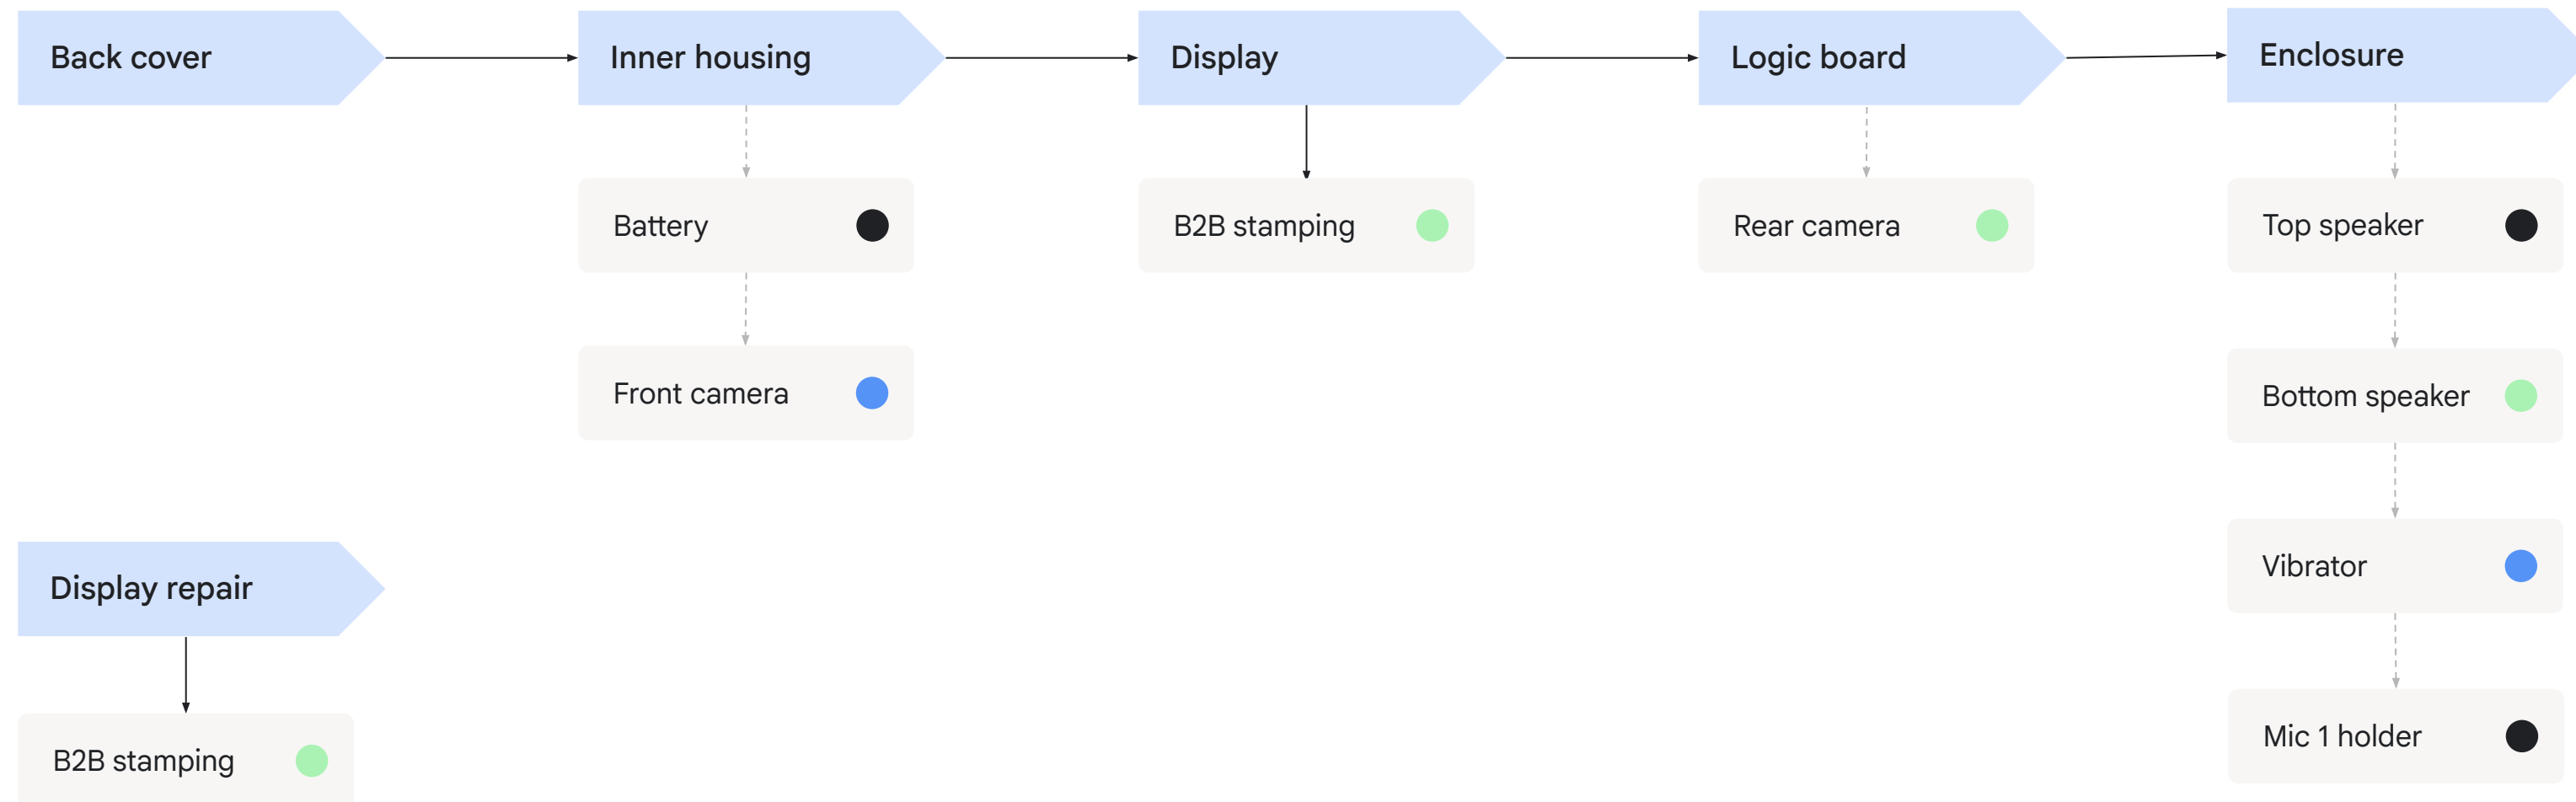 Back cover
Inner housing
Display
Logic board
Enclosure
Battery
B2B stamping
Rear camera
Top speaker
Front camera
Bottom speaker
Vibrator
Display repair
Mic 1 holder
B2B stamping